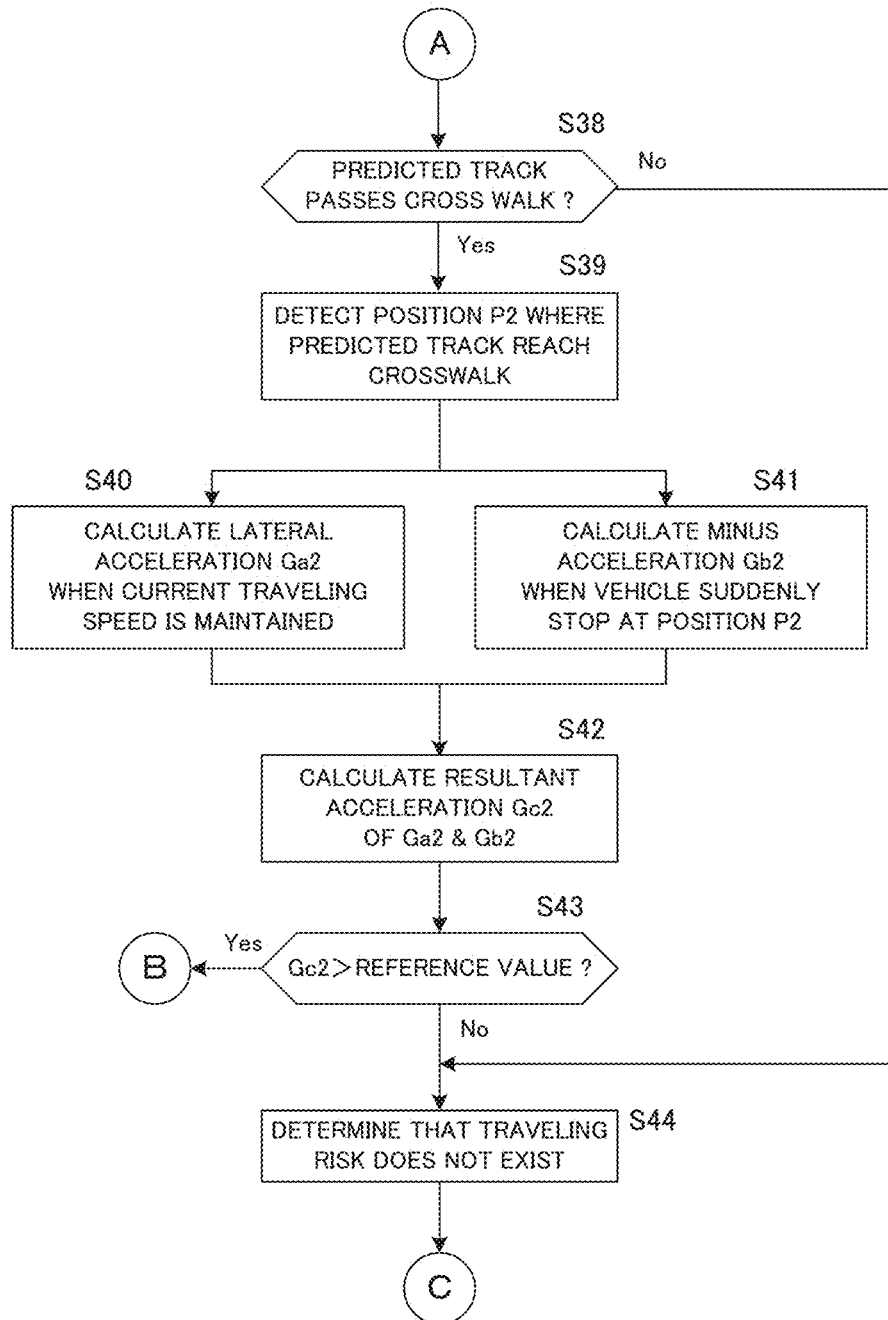 A
S38
PREDICTED TRACK
PASSES CROSS WALK ?
No
Yes
S39
DETECT POSITION P2 WHERE
PREDICTED TRACK REACH
CROSSWALK
S40
CALCULATE LATERAL
ACCELERATION Ga2
WHEN CURRENT TRAVELING
SPEED IS MAINTAINED
S41
CALCULATE MINUS
ACCELERATION Gb2
WHEN VEHICLE SUDDENLY
STOP AT POSITION P2
S42
CALCULATE RESULTANT
ACCELERATION Gc2
OF Ga2 & Gb2
S43
Gc2>REFERENCE VALUE ?
Yes
B
No
S44
DETERMINE THAT TRAVELING
RISK DOES NOT EXIST
C